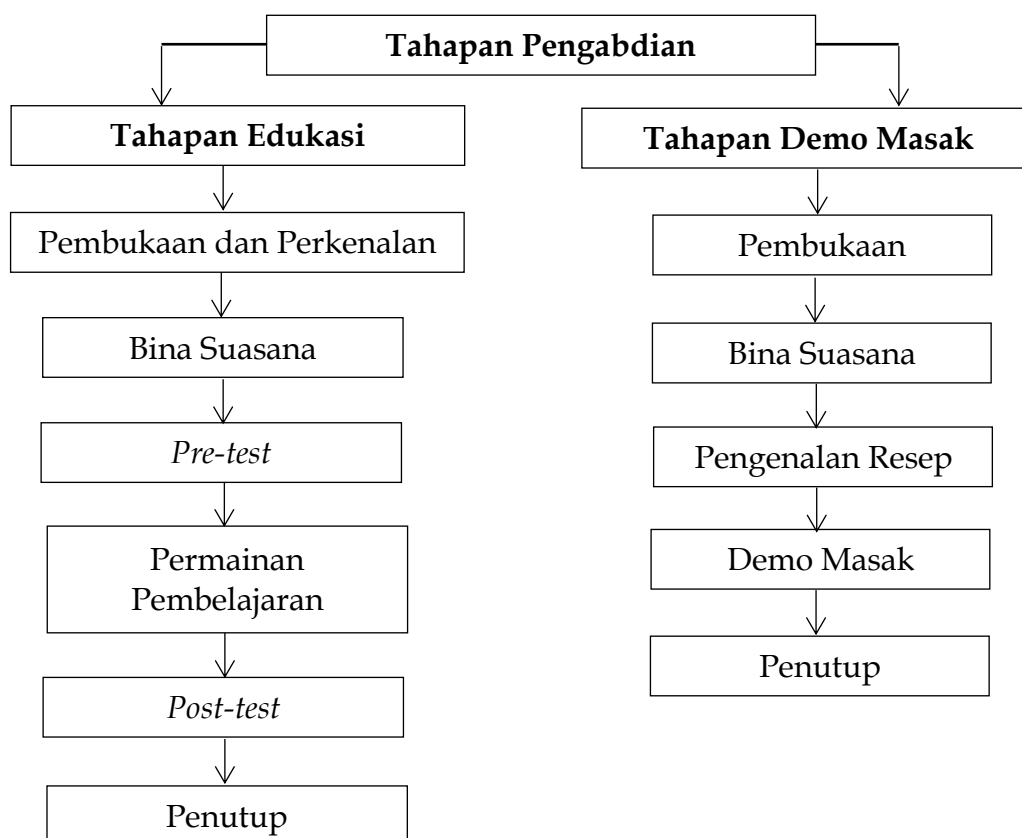 Tahapan Pengabdian
Tahapan Edukasi
Pembukaan dan Perkenalan
Bina Suasana
Pre-test
Permainan
Pembelajaran
Post-test
Penutup
Tahapan Demo Masak
Pembukaan
Bina Suasana
Pengenalan Resep
Demo Masak
Penutup